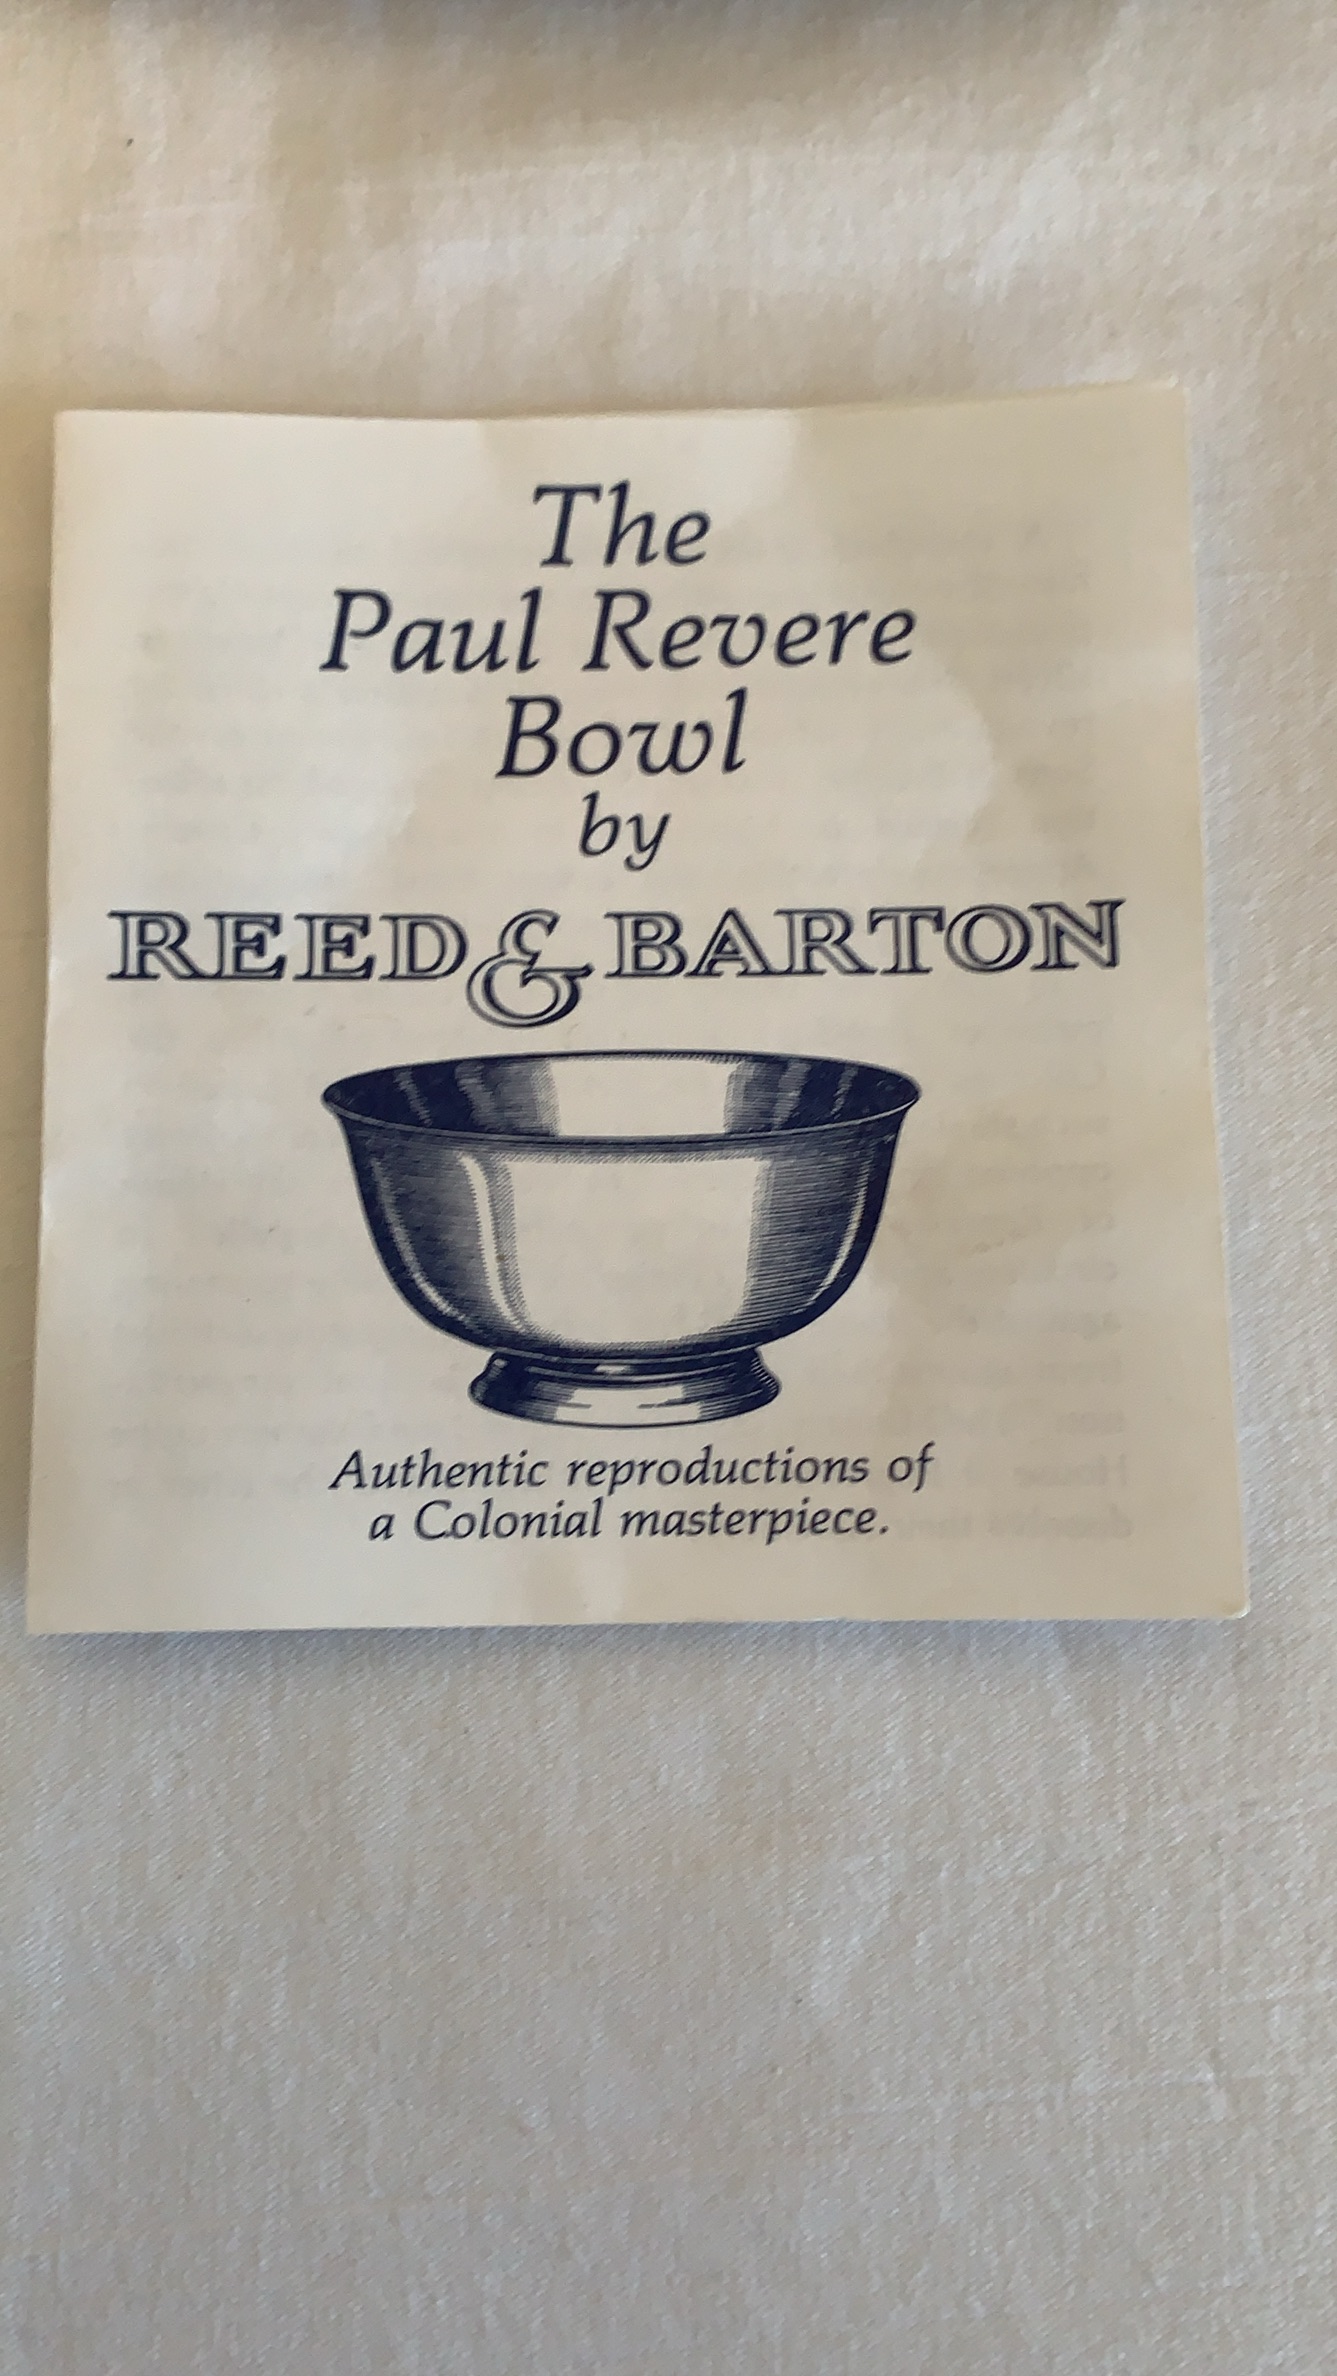 The
Paul Revere
Bowl
by
REED & BARTON
Authentic reproductions of
a Colonial masterpiece.